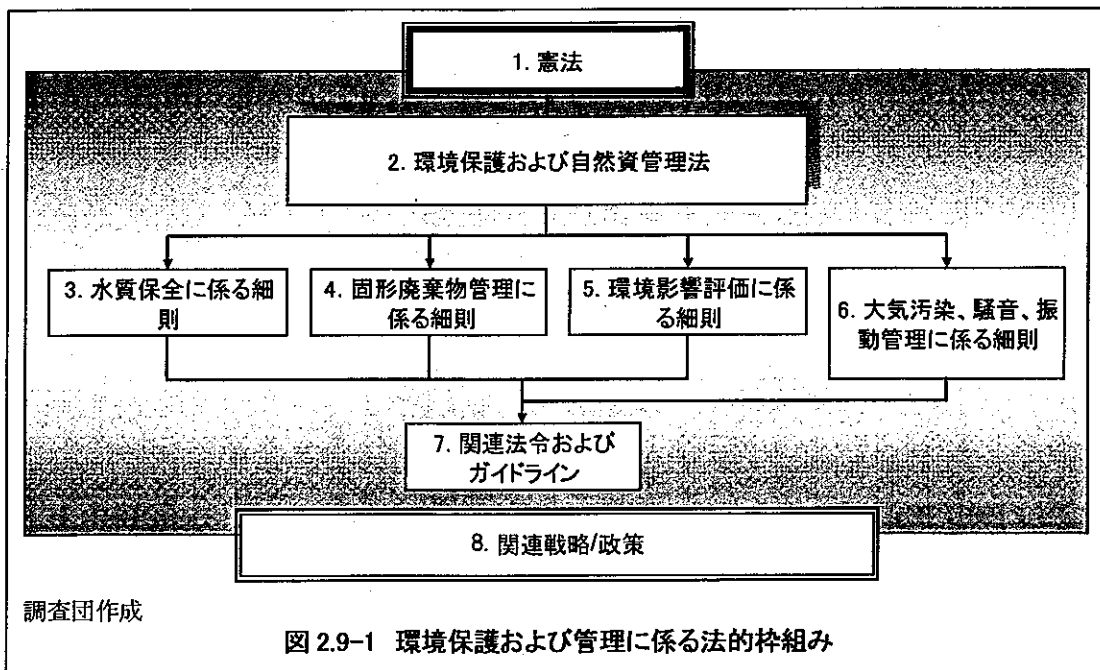 1. 憲法
2. 環境保護および自然資管理法
3. 水質保全に係る細
則
4. 固形廃棄物管理に
係る細則
5. 環境影響評価に係
る細則
6. 大気汚染、騒音、振
動管理に係る細則
7. 関連法令および
ガイドライン
8. 関連戦略/政策
調査団作成
図 2.9-1 環境保護および管理に係る法的枠組み